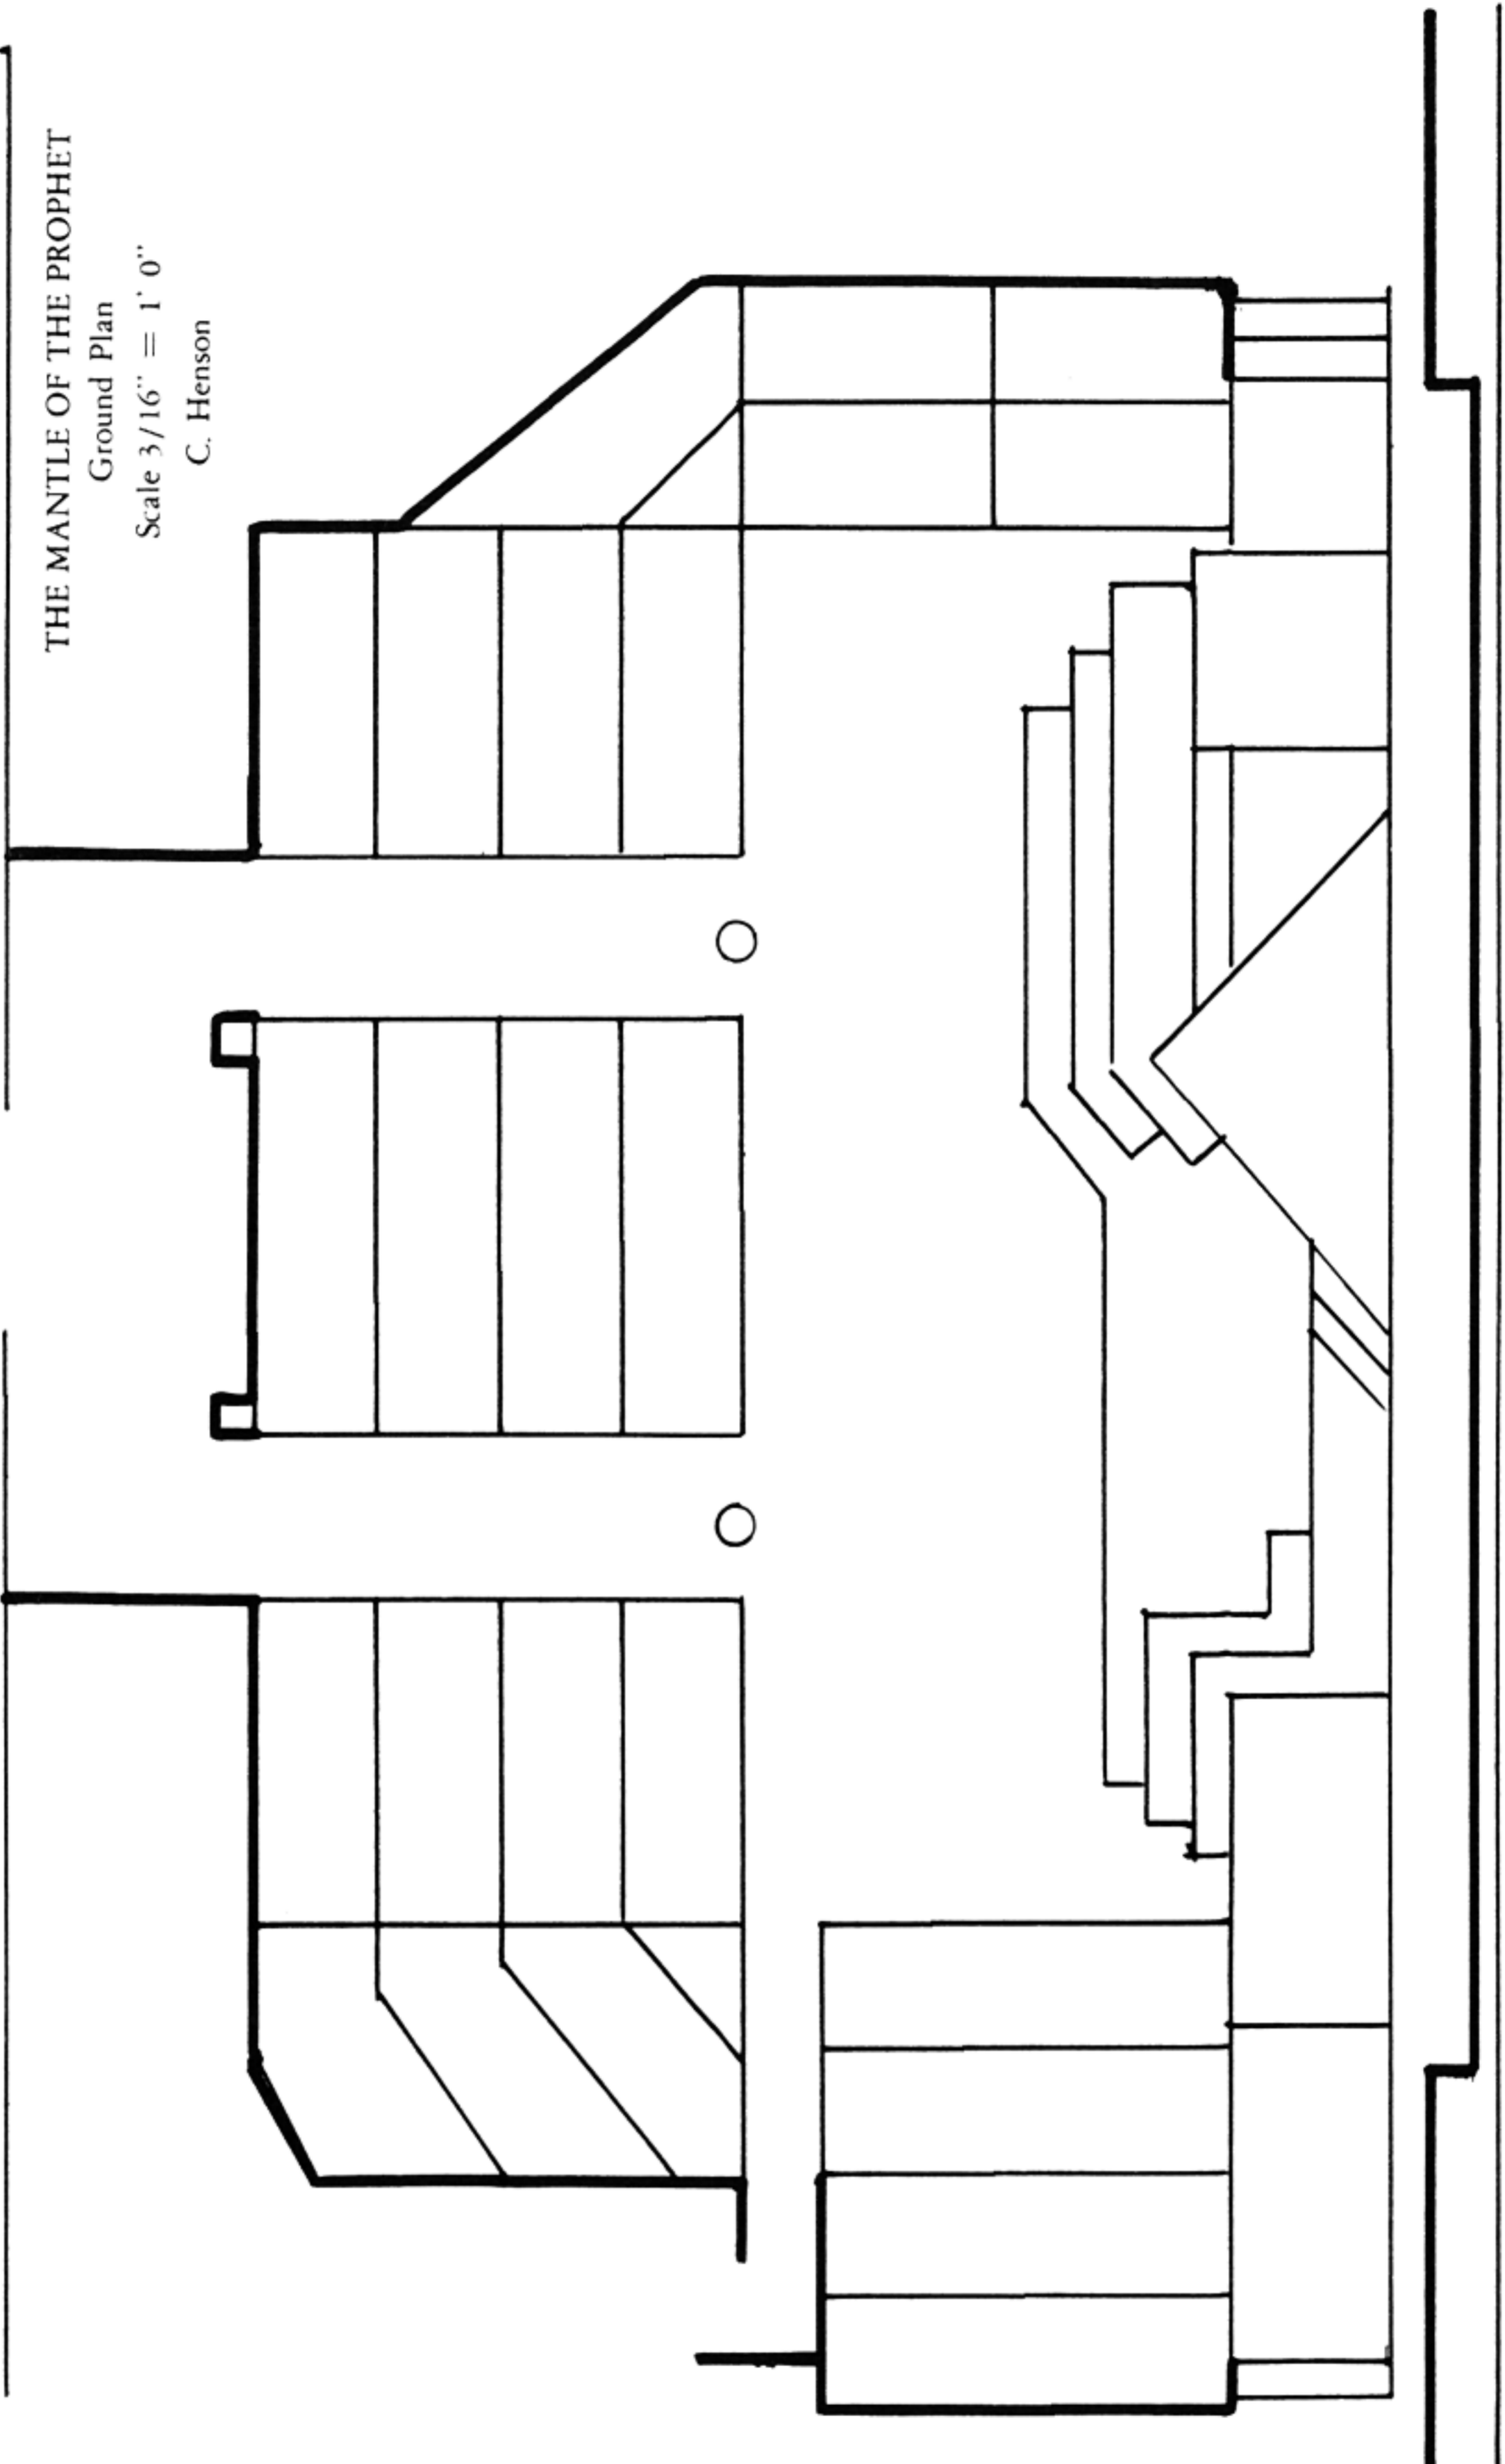 THE MANTLE OF THE PROPHET
Ground Plan
Scale 3/16" = 1' 0"
C. Henson